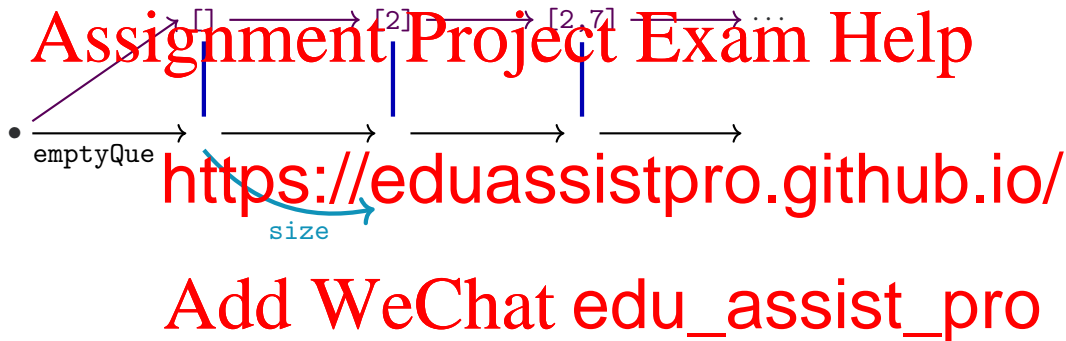 [] [2] [2,7] ...
Assignment Project Exam Help
emptyQue
https://eduassistpro.github.io/
size
Add WeChat edu_assist_pro